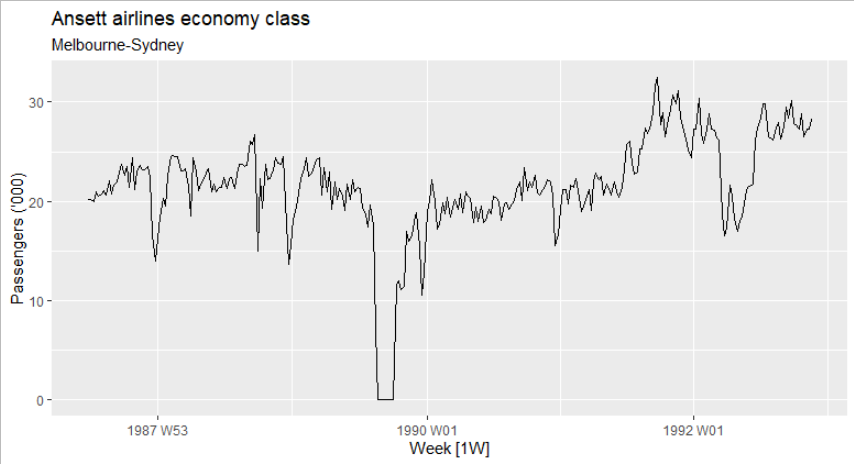 Ansett airlines economy class
Melbourne-Sydney
Passengers ('000)
30
20
10
0
1987 W53
1990 W01
1992 W01
Week [1W]